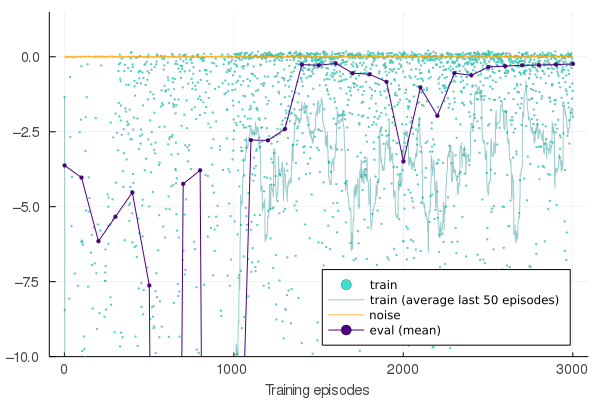 0.0
−2.5
−5.0
−7.5
−10.0
0
1000
2000
3000
Training episodes
train
train (average last 50 episodes)
noise
eval (mean)